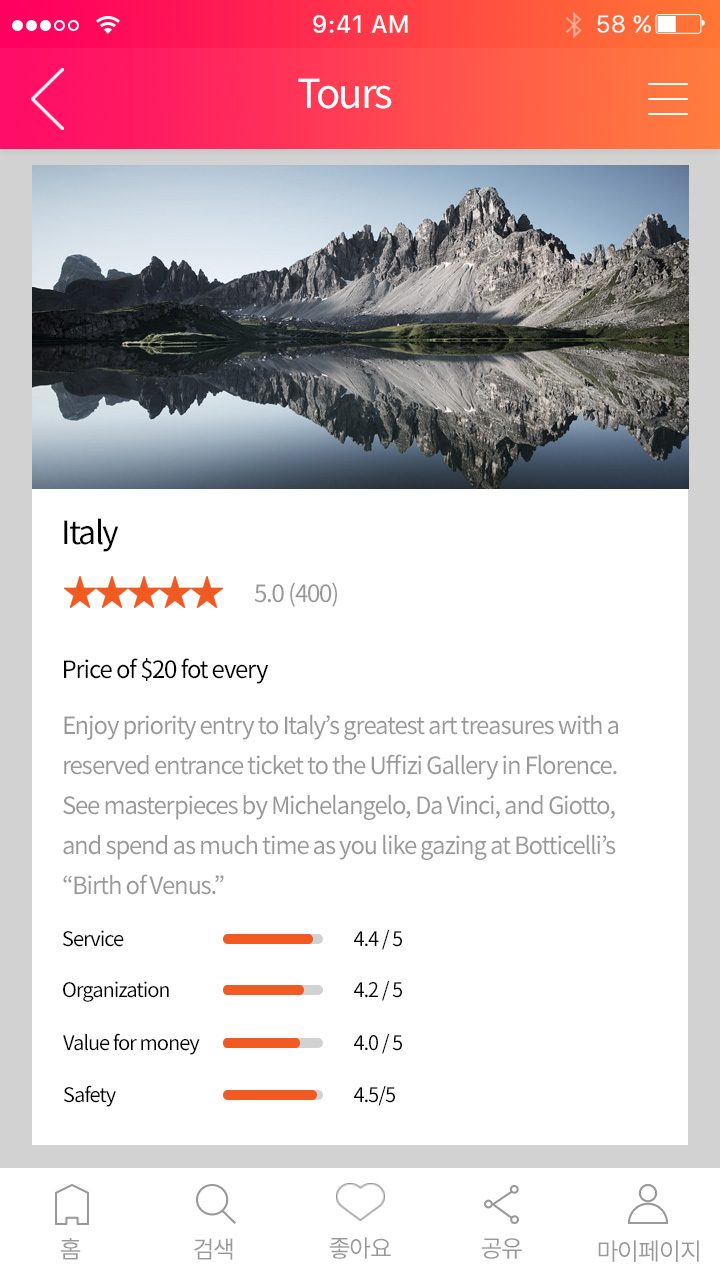 9:41 AM
58 %
Tours
Italy
5.0 (400)
Price of $20 fot every
Enjoy priority entry to Italy’s greatest art treasures with a
reserved entrance ticket to the Uffizi Gallery in Florence.
See masterpieces by Michelangelo, Da Vinci, and Giotto,
and spend as much time as you like gazing at Botticelli’s
“Birth of Venus.”
Service 4.4 / 5
Organization 4.2 / 5
Value for money 4.0 / 5
Safety 4.5/5
홈 검색 좋아요 공유 마이페이지